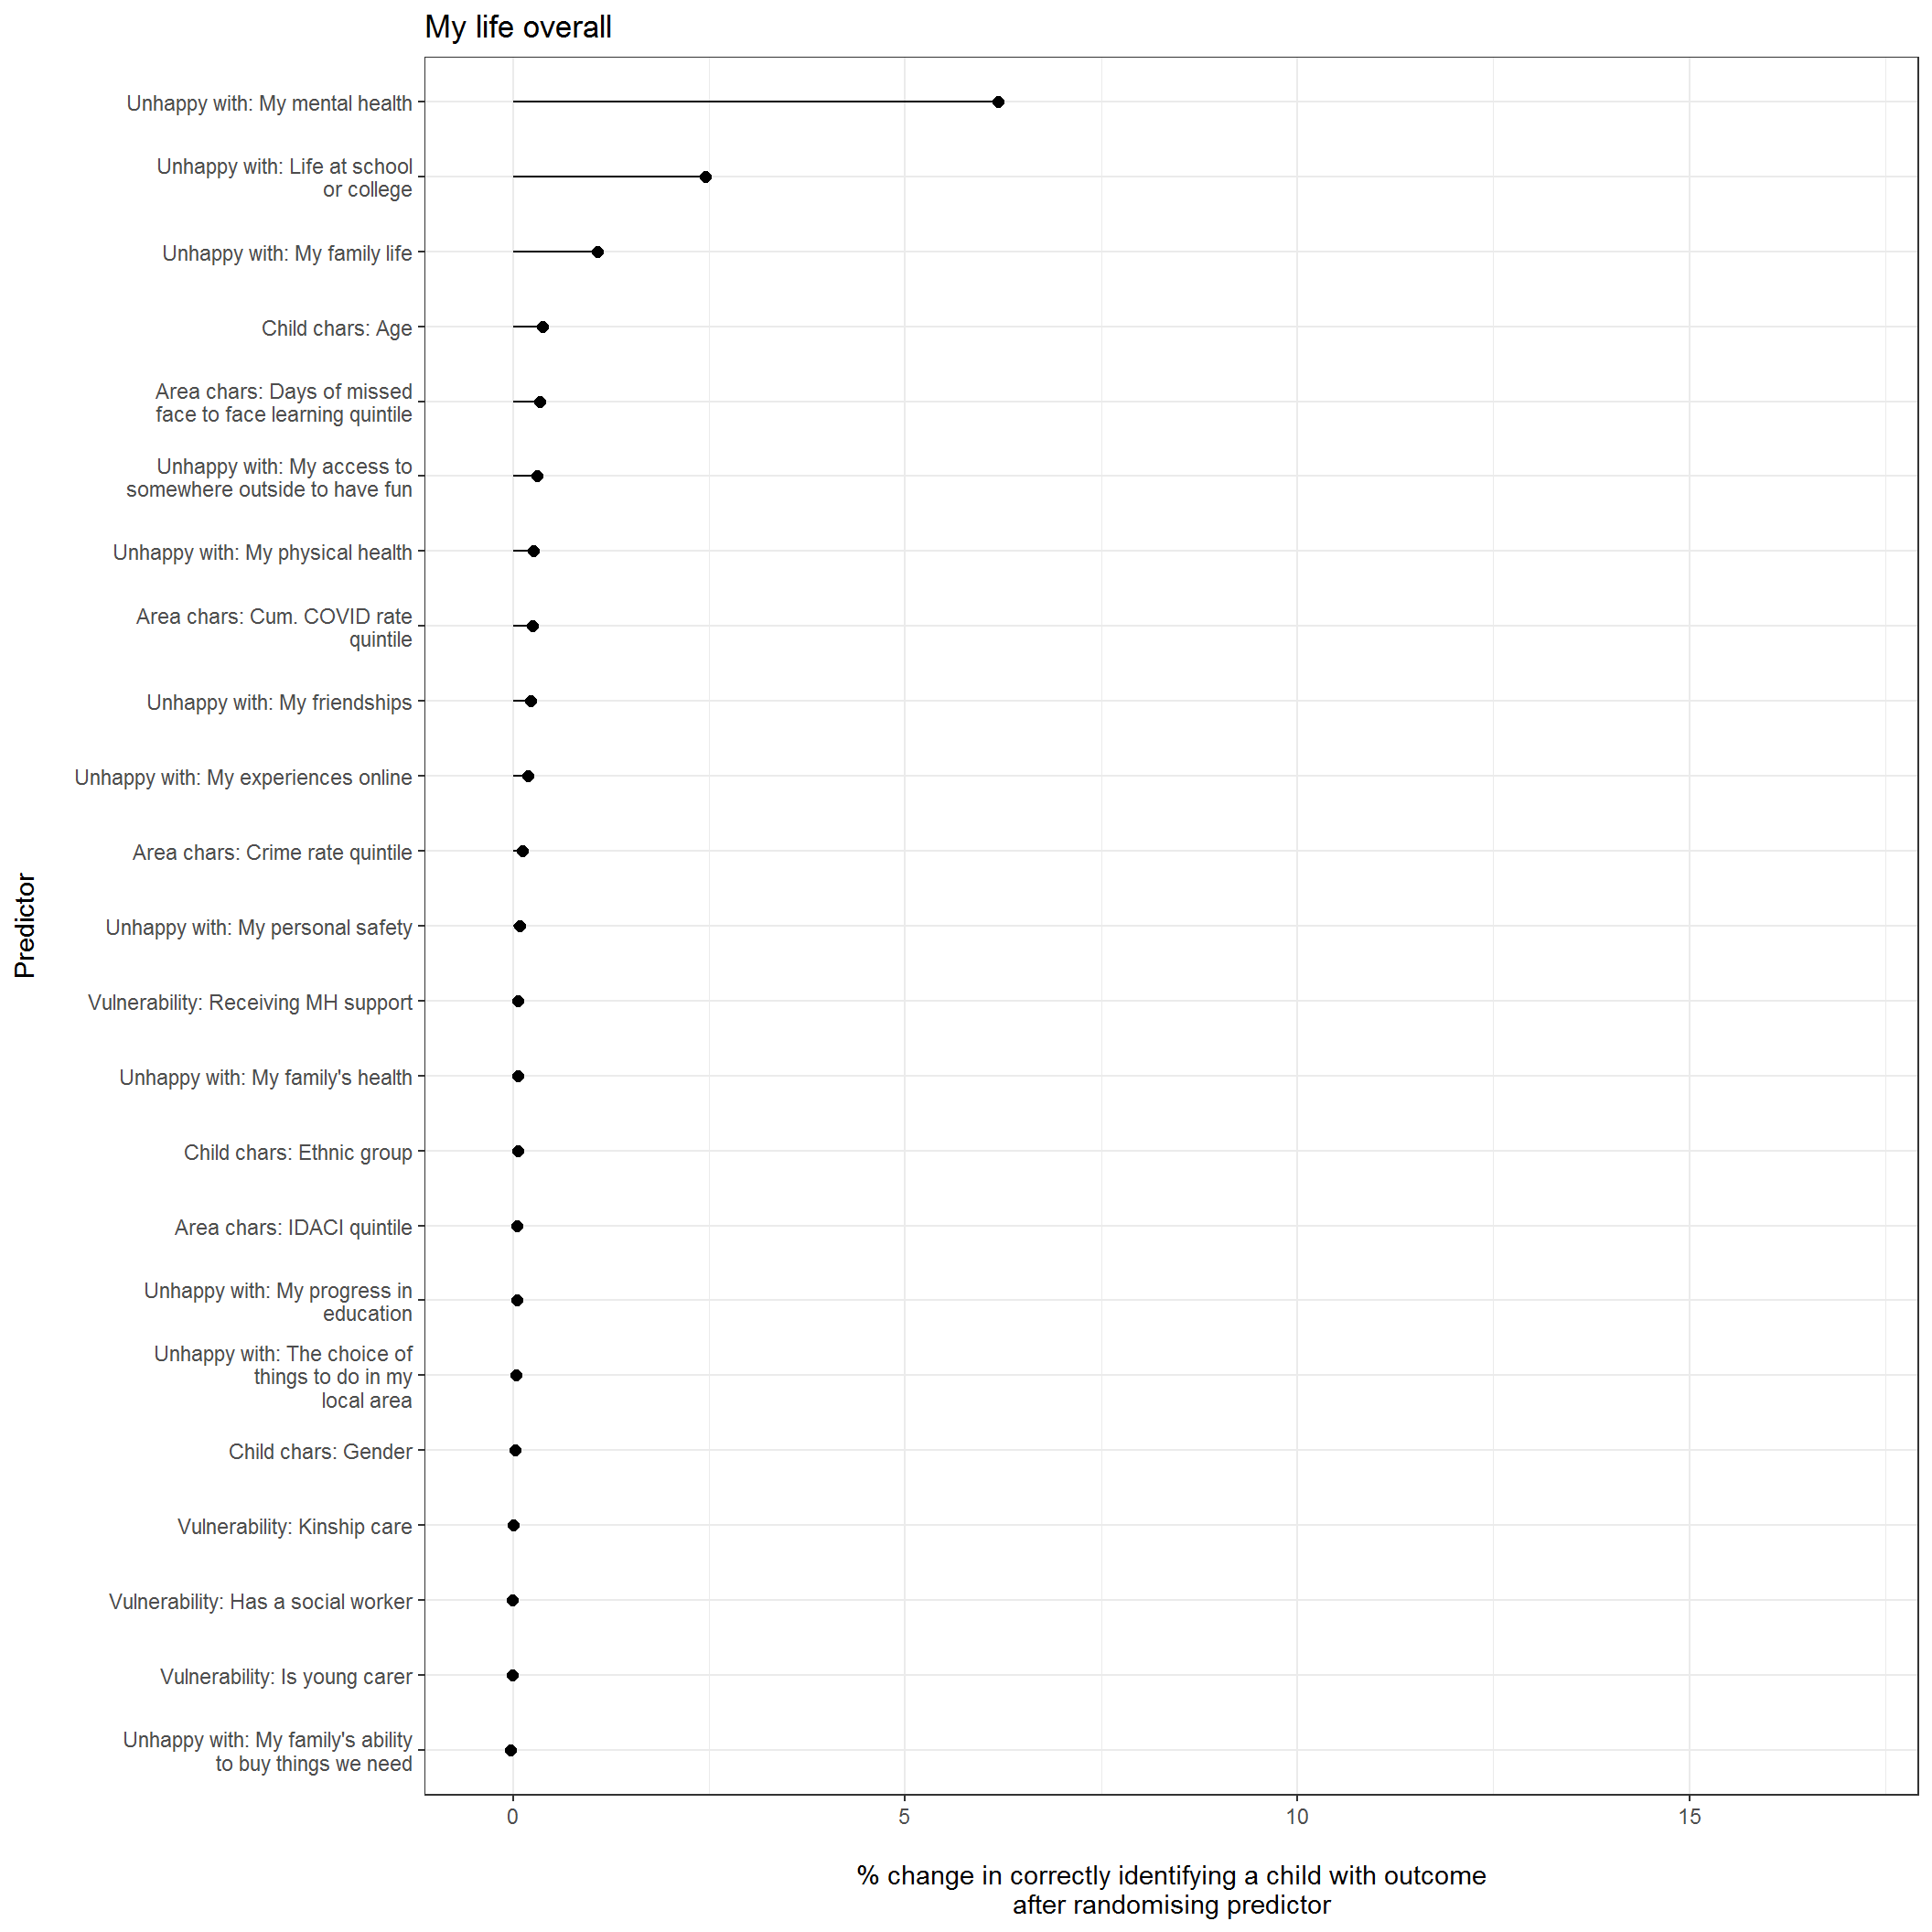 My life overall
Unhappy with: My mental health
Unhappy with: Life at school
or college
Unhappy with: My family life
Child chars: Age
Area chars: Days of missed
face to face learning quintile
Unhappy with: My access to
somewhere outside to have fun
Unhappy with: My physical health
Area chars: Cum. COVID rate
quintile
Unhappy with: My friendships
Unhappy with: My experiences online
Area chars: Crime rate quintile
Unhappy with: My personal safety
Vulnerability: Receiving MH support
Unhappy with: My family's health
Child chars: Ethnic group
Area chars: IDACI quintile
Unhappy with: My progress in
education
Unhappy with: The choice of
things to do in my
local area
Child chars: Gender
Vulnerability: Kinship care
Vulnerability: Has a social worker
Vulnerability: Is young carer
Unhappy with: My family's ability
to buy things we need
Predictor
0 5 10 15
% change in correctly identifying a child with outcome
after randomising predictor